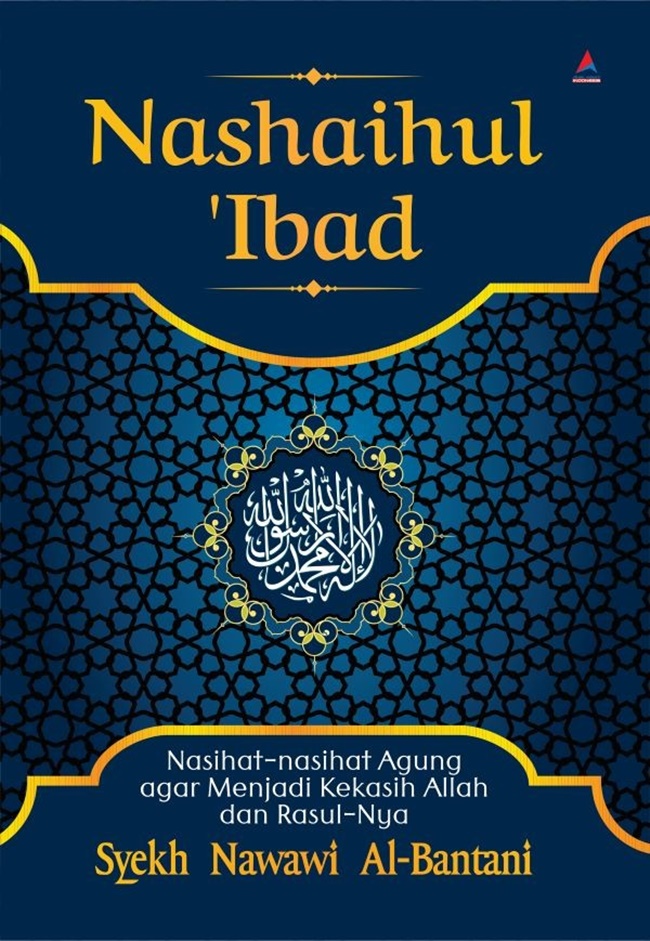 Nashaihul
'Ibad
لا إله إلا الله محمد رسول الله
Nasihat-nasihat Agung
agar Menjadi Kekasih Allah
dan Rasul-Nya
Syekh Nawawi Al-Bantani